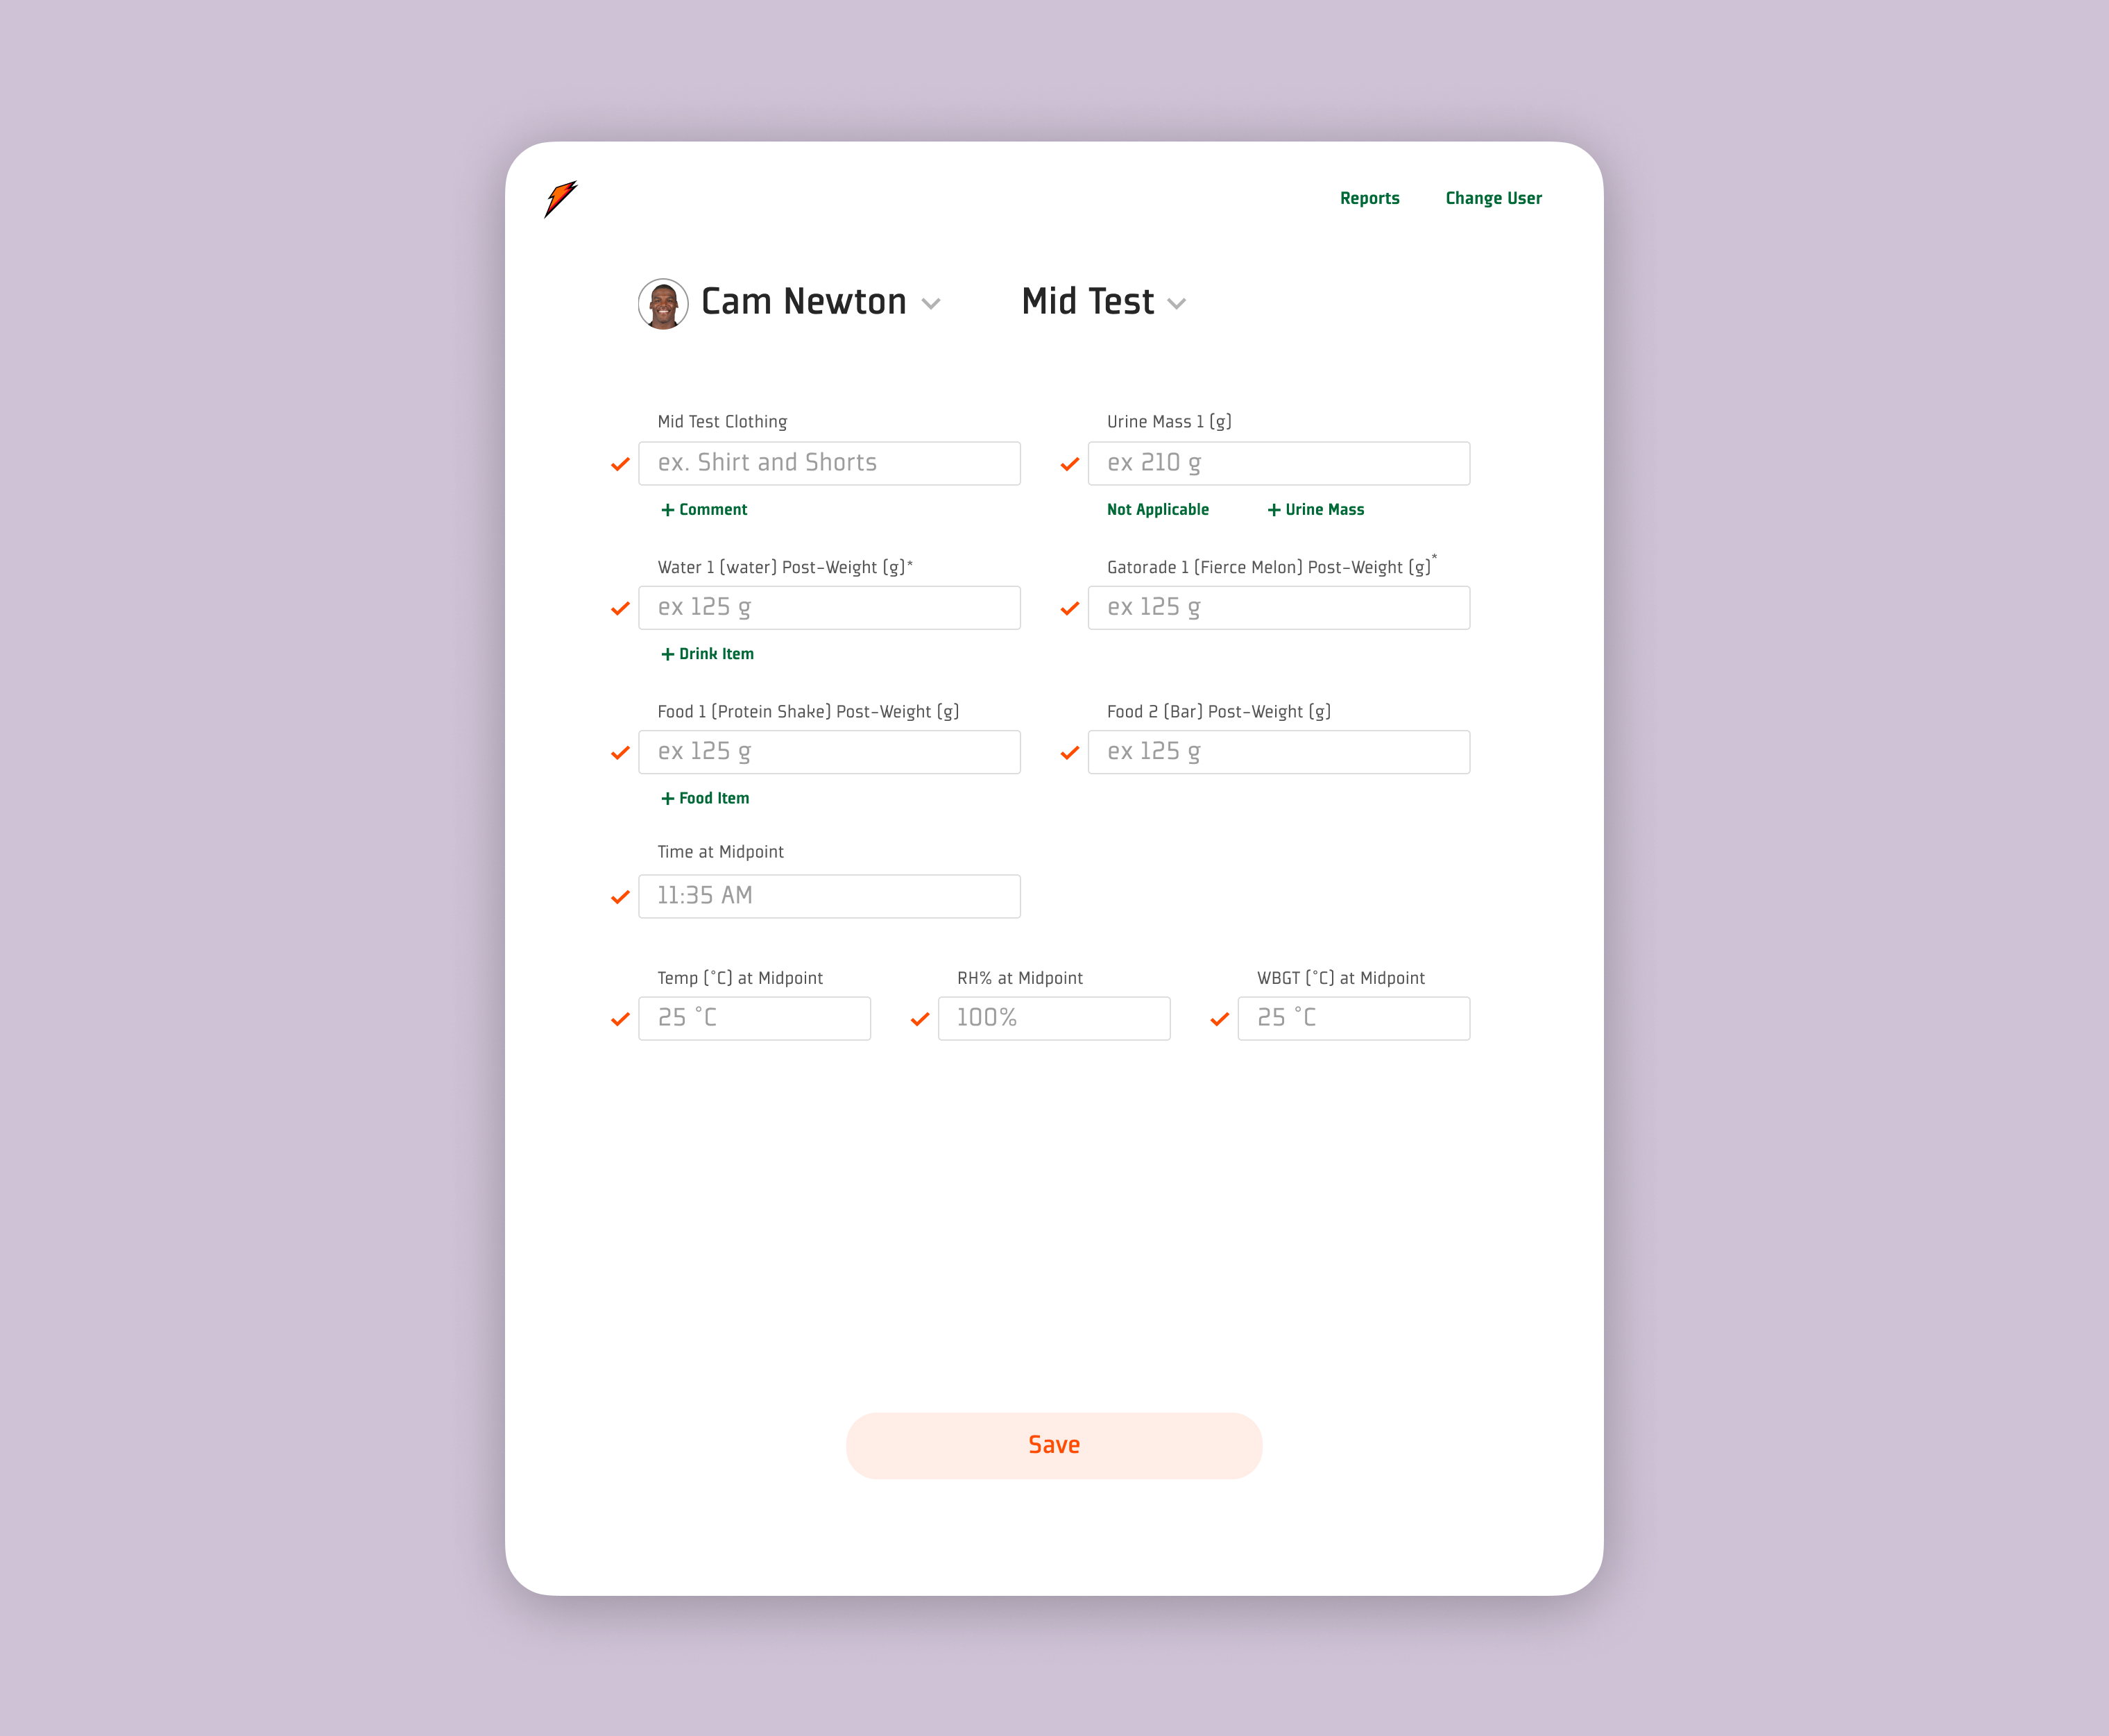 Reports Change User
Cam Newton Mid Test
Mid Test Clothing Urine Mass 1 (g)
ex. Shirt and Shorts ex 210 g
+ Comment Not Applicable + Urine Mass
Water 1 (water) Post-Weight (g)* Gatorade 1 (Fierce Melon) Post-Weight (g)*
ex 125 g ex 125 g
+ Drink Item
Food 1 (Protein Shake) Post-Weight (g) Food 2 (Bar) Post-Weight (g)
ex 125 g ex 125 g
+ Food Item
Time at Midpoint
11:35 AM
Temp (°C) at Midpoint RH% at Midpoint WBGT (°C) at Midpoint
25 °C 100% 25 °C
Save